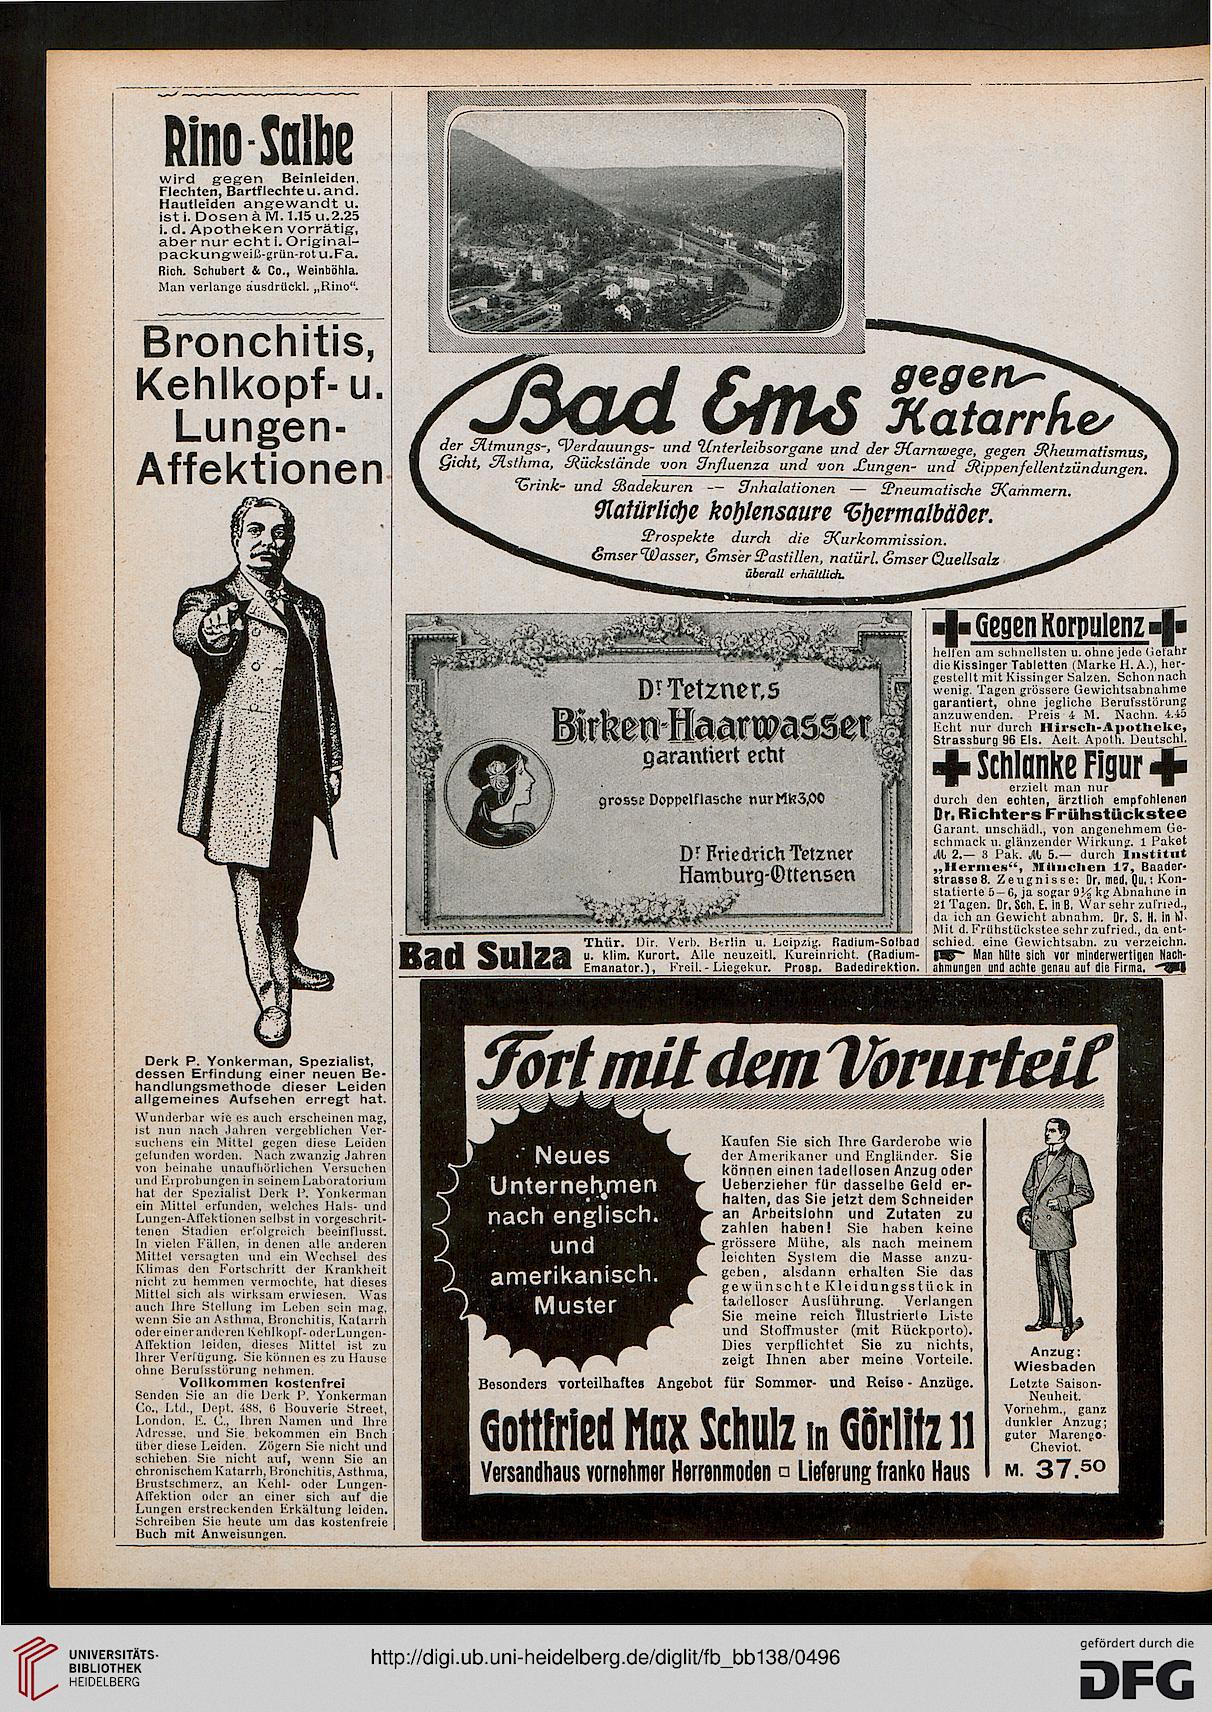 Rino-Salbe
wird gegen Beinleiden,
Flechten, Bartflechte u. and.
Hautleiden angewandt u.
ist i. Dosen à M. 1.15 u. 2.25
i. d. Apotheken vorrätig,
aber nur echt i. Original-
packung weiß-grün-rot u. Fa.
Rich. Schubert & Co., Weinböhla.
Man verlange ausdrückl. „Rino“.
Bronchitis,
Kehlkopf- u.
Lungen-
Affektionen
Derk P. Yonkerman, Spezialist,
dessen Erfindung einer neuen Be-
handlungsmethode dieser Leiden
allgemeines Aufsehen erregt hat.
Wunderbar wie es auch erscheinen mag,
ist nun nach Jahren vergeblichen Ver-
suchens ein Mittel gegen diese Leiden
gefunden worden. Nach zwanzig Jahren
von beinahe unaufhörlichen Versuchen
und Erprobungen in seinem Laboratorium
hat der Spezialist Derk P. Yonkerman
ein Mittel erfunden, welches Hals- und
Lungen-Affektionen selbst in vorgeschrit-
tenen Stadien erfolgreich beeinflusst.
In vielen Fällen, in denen alle anderen
Mittel versagten und ein Wechsel des
Klimas den Fortschritt der Krankheit
nicht zu hemmen vermochte, hat dieses
Mittel sich als wirksam erwiesen. Was
auch Ihre Stellung im Leben sein mag,
wenn Sie an Asthma, Bronchitis, Katarrh
oder einer anderen Kehlkopf- oder Lungen-
Affektion leiden, dieses Mittel ist zu
Ihrer Verfügung. Sie können es zu Hause
ohne Berufsstörung nehmen.
Vollkommen kostenfrei
Senden Sie an die Derk P. Yonkerman
Co., Ltd., Dept. 488, 6 Bouverie Street,
London, E. C., Ihren Namen und Ihre
Adresse, und Sie bekommen ein Buch
über diese Leiden. Zögern Sie nicht und
schieben Sie nicht auf, wenn Sie an
chronischem Katarrh, Bronchitis, Asthma,
Brustschmerz, an Kehl- oder Lungen-
Affektion oder an einer sich auf die
Lungen erstreckenden Erkältung leiden.
Schreiben Sie heute um das kostenfreie
Buch mit Anweisungen.
Bad Ems gegen
Katarrhe
der Atmungs-, Verdauungs- und Unterleibsorgane und der Harnwege, gegen Rheumatismus,
Gicht, Asthma, Rückstände von Influenza und von Lungen- und Rippenfellentzündungen.
Trink- und Badekuren — Inhalationen — Pneumatische Kammern.
Natürliche kohlensaure Thermalbäder.
Prospekte durch die Kurkommission.
Emser Wasser, Emser Pastillen, natürl. Emser Quellsalz
überall erhältlich.
Dr Tetzner,s
Birken-Haarwasser
garantiert echt
grosse Doppelflasche nur Mk 3,00
Dr Friedrich Tetzner
Hamburg-Ottensen
Bad Sulza Thür. Dir. Verb. Berlin u. Leipzig. Radium-Solbad
u. klim. Kurort. Alle neuzeitl. Kureinricht. (Radium-
Emanator.), Freil.-Liegekur. Prosp. Badedirektion.
Gegen Korpulenz
helfen am schnellsten u. ohne jede Gefahr
die Kissinger Tabletten (Marke H. A.), her-
gestellt mit Kissinger Salzen. Schon nach
wenig. Tagen grössere Gewichtsabnahme
garantiert, ohne jegliche Berufsstörung
anzuwenden. Preis 4 M. Nachn. 4.45
Echt nur durch Hirsch-Apotheke,
Strassburg 96 Els. Aelt. Apoth. Deutschl.
Schlanke Figur
erzielt man nur
durch den echten, ärztlich empfohlenen
Dr. Richters Frühstückstee
Garant. unschädl., von angenehmem Ge-
schmack u. glänzender Wirkung. 1 Paket
M 2.— 3 Pak. M 5.— durch Institut
„Hermes“, München 17, Baader-
strasse 8. Zeugnisse: Dr. med. Qu.: Kon-
statierte 5–6, ja sogar 9½ kg Abnahme in
21 Tagen. Dr. Sch. E. in B. War sehr zufried.,
da ich an Gewicht abnahm. Dr. S. H. in M.
Mit d. Frühstückstee sehr zufried., da ent-
schied. eine Gewichtsabn. zu verzeichn.
Man hüte sich vor minderwertigen Nach-
ahmungen und achte genau auf die Firma.
Fort mit dem Vorurteil
Neues
Unternehmen
nach englisch.
und
amerikanisch.
Muster
Kaufen Sie sich Ihre Garderobe wie
der Amerikaner und Engländer. Sie
können einen tadellosen Anzug oder
Ueberzieher für dasselbe Geld er-
halten, das Sie jetzt dem Schneider
an Arbeitslohn und Zutaten zu
zahlen haben! Sie haben keine
grössere Mühe, als nach meinem
leichten System die Masse anzu-
geben, alsdann erhalten Sie das
gewünschte Kleidungsstück in
tadelloser Ausführung. Verlangen
Sie meine reich illustrierte Liste
und Stoffmuster (mit Rückporto).
Dies verpflichtet Sie zu nichts,
zeigt Ihnen aber meine Vorteile.
Besonders vorteilhaftes Angebot für Sommer- und Reise-Anzüge.
Gottfried Max Schulz in Görlitz 11
Versandhaus vornehmer Herrenmoden □ Lieferung franko Haus
Anzug:
Wiesbaden
Letzte Saison-
Neuheit.
Vornehm., ganz
dunkler Anzug;
guter Marengo-
Cheviot.
M. 37.50
UNIVERSITÄTS-
BIBLIOTHEK
HEIDELBERG
http://digi.ub.uni-heidelberg.de/diglit/fb_bb138/0496
gefördert durch die
DFG